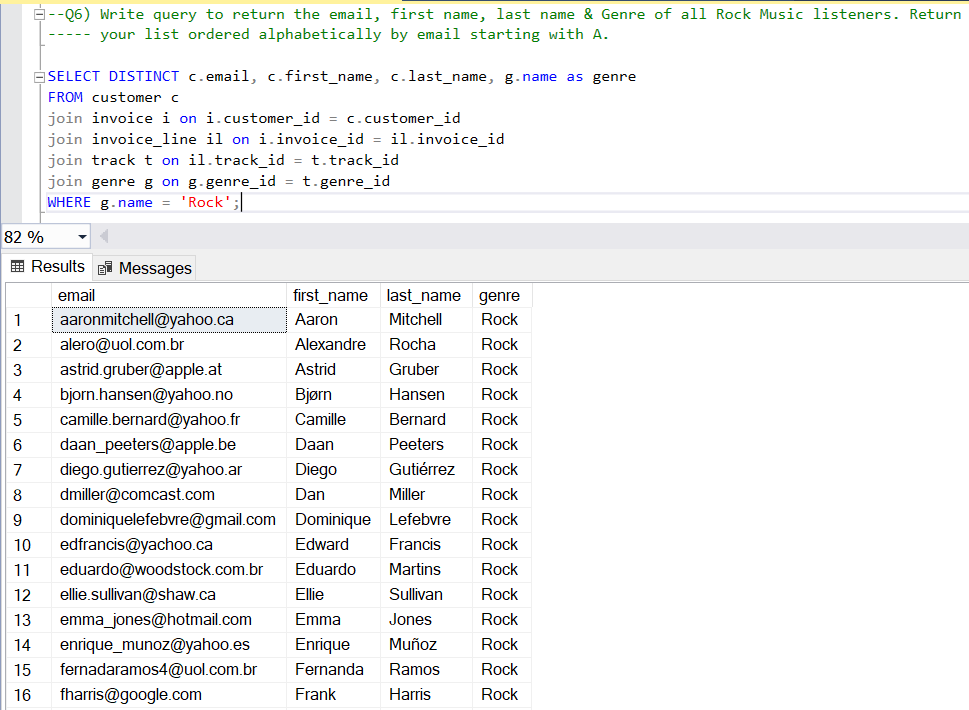 --Q6) Write query to return the email, first name, last name & Genre of all Rock Music listeners. Return
----- your list ordered alphabetically by email starting with A.
SELECT DISTINCT c.email, c.first_name, c.last_name, g.name as genre
FROM customer c
join invoice i on i.customer_id = c.customer_id
join invoice_line il on i.invoice_id = il.invoice_id
join track t on il.track_id = t.track_id
join genre g on g.genre_id = t.genre_id
WHERE g.name = 'Rock';
82 %
Results Messages
email first_name last_name genre
1 aaronmitchell@yahoo.ca Aaron Mitchell Rock
2 alero@uol.com.br Alexandre Rocha Rock
3 astrid.gruber@apple.at Astrid Gruber Rock
4 bjorn.hansen@yahoo.no Bjørn Hansen Rock
5 camille.bernard@yahoo.fr Camille Bernard Rock
6 daan_peeters@apple.be Daan Peeters Rock
7 diego.gutierrez@yahoo.ar Diego Gutiérrez Rock
8 dmiller@comcast.com Dan Miller Rock
9 dominiquelefebvre@gmail.com Dominique Lefebvre Rock
10 edfrancis@yachoo.ca Edward Francis Rock
11 eduardo@woodstock.com.br Eduardo Martins Rock
12 ellie.sullivan@shaw.ca Ellie Sullivan Rock
13 emma_jones@hotmail.com Emma Jones Rock
14 enrique_munoz@yahoo.es Enrique Muñoz Rock
15 fernadaramos4@uol.com.br Fernanda Ramos Rock
16 fharris@google.com Frank Harris Rock